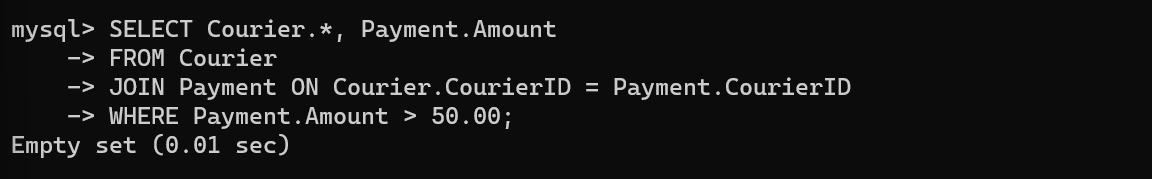 mysql> SELECT Courier.*, Payment.Amount
    -> FROM Courier
    -> JOIN Payment ON Courier.CourierID = Payment.CourierID
    -> WHERE Payment.Amount > 50.00;
Empty set (0.01 sec)